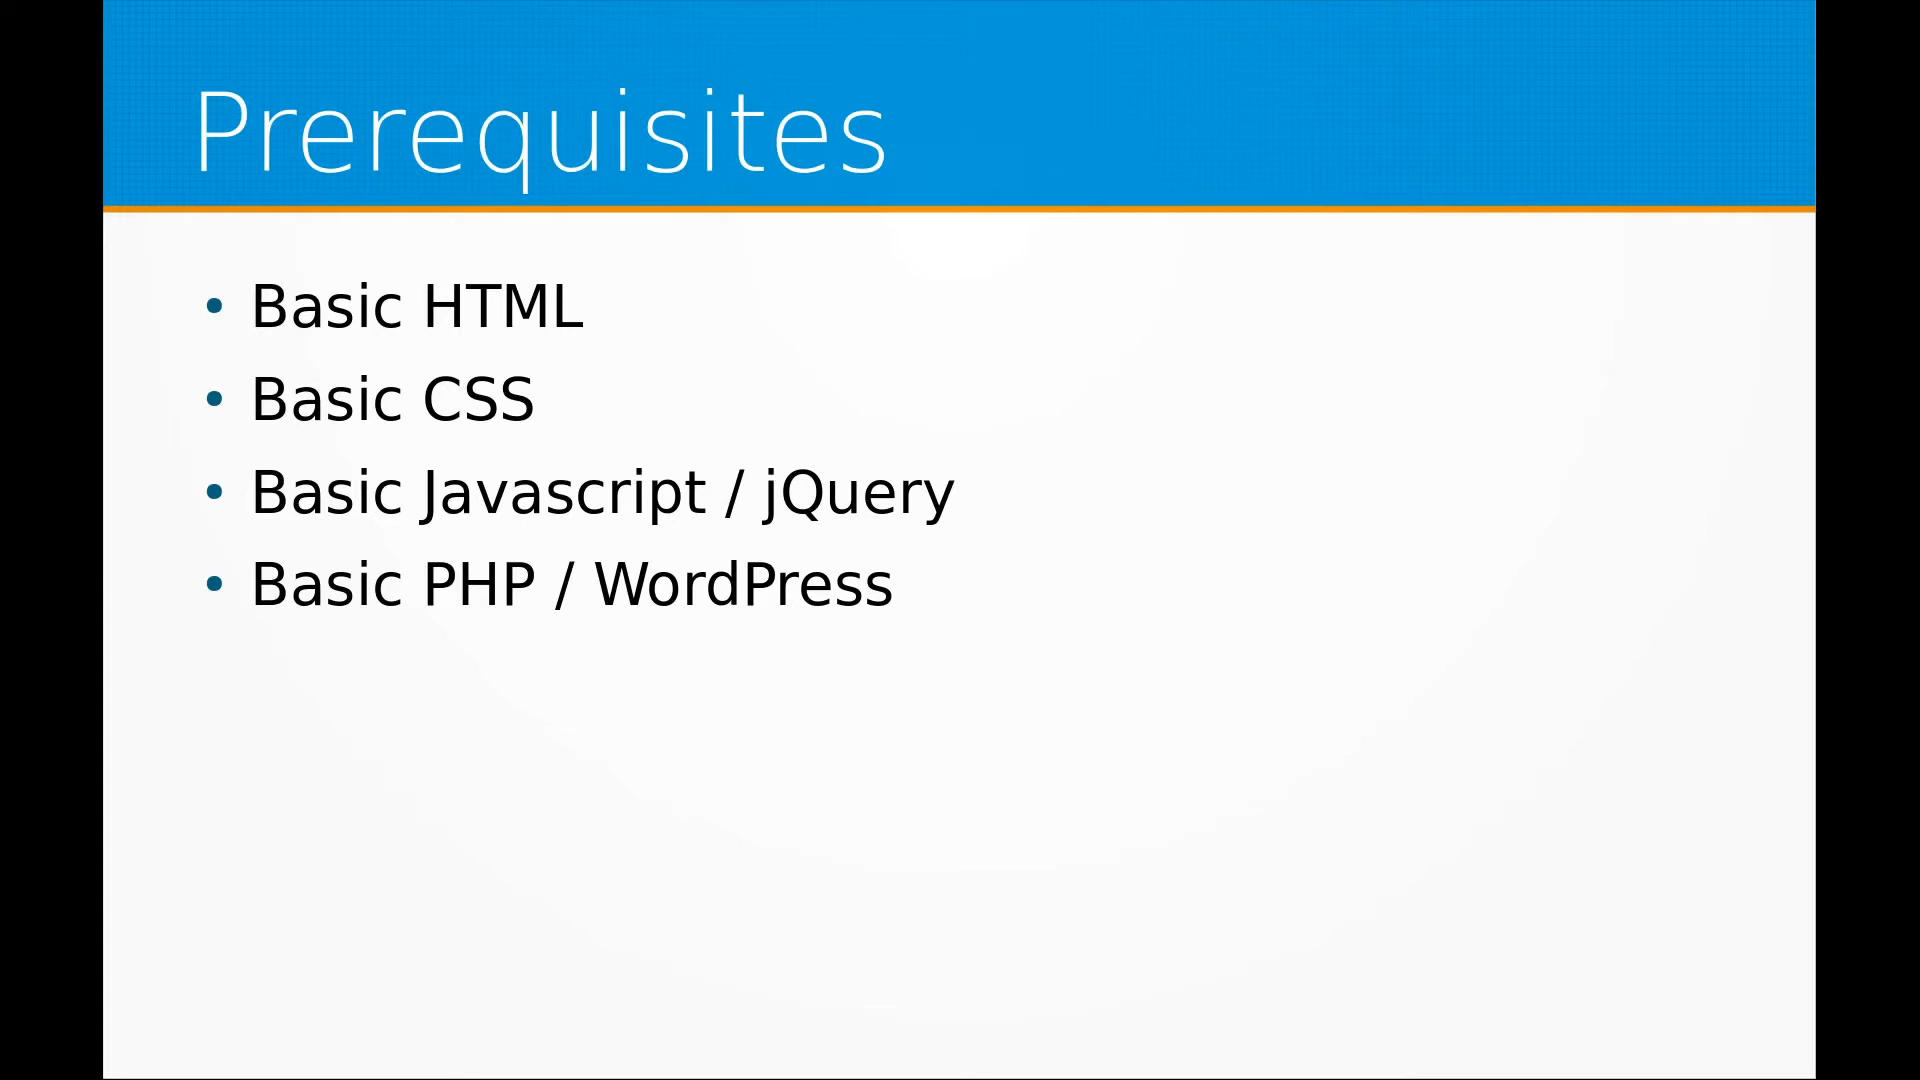 Prerequisites
• Basic HTML
• Basic CSS
• Basic Javascript / jQuery
• Basic PHP / WordPress